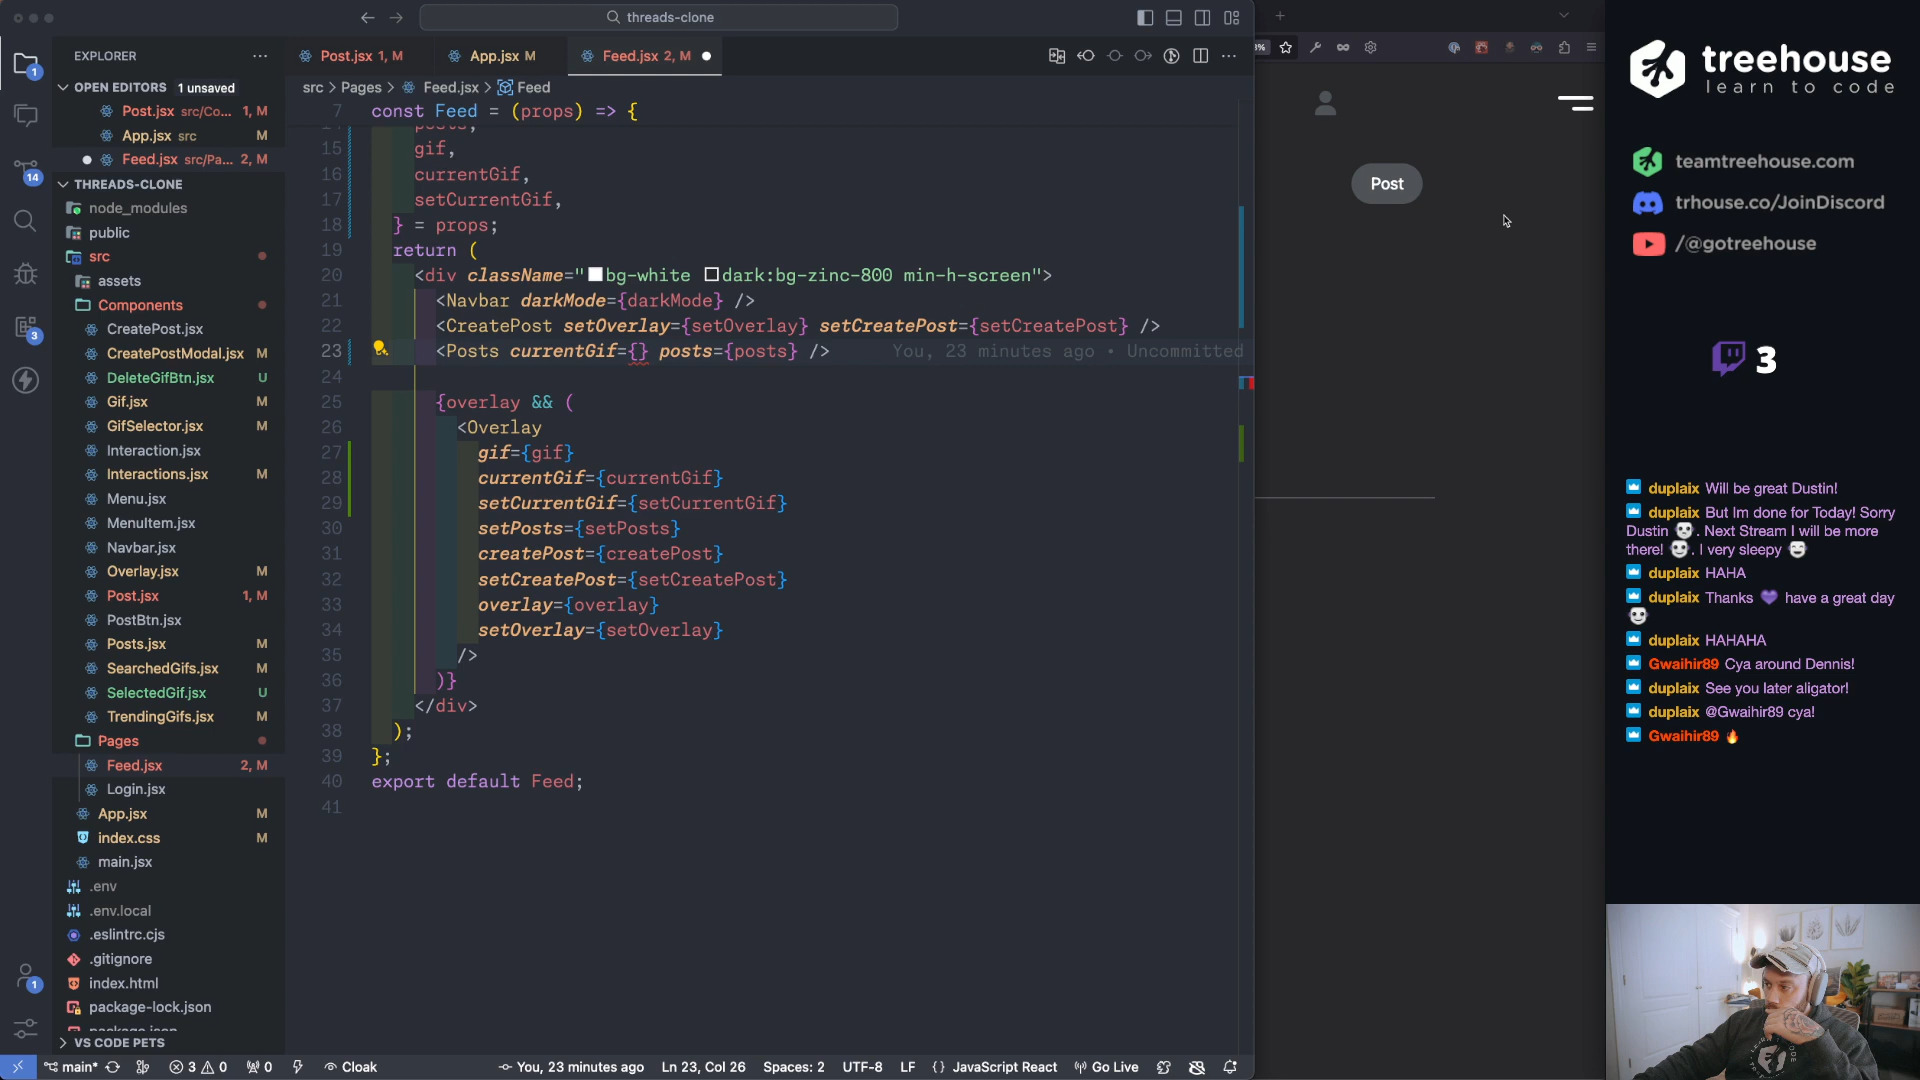 threads-clone
EXPLORER
OPEN EDITORS 1 unsaved
Post.jsx src/Co... 1, M
App.jsx src M
Feed.jsx src/Pa... 2, M
THREADS-CLONE
node_modules
public
src
assets
Components
CreatePost.jsx
CreatePostModal.jsx M
DeleteGifBtn.jsx U
Gif.jsx M
GifSelector.jsx M
Interaction.jsx
Interactions.jsx M
Menu.jsx
MenuItem.jsx
Navbar.jsx
Overlay.jsx M
Post.jsx 1, M
PostBtn.jsx
Posts.jsx M
SearchedGifs.jsx M
SelectedGif.jsx U
TrendingGifs.jsx M
Pages
Feed.jsx 2, M
Login.jsx
App.jsx M
index.css M
main.jsx
.env
.env.local
.eslintrc.cjs
.gitignore
index.html
package-lock.json
package.json
VS CODE PETS
1
14
3
1
Post.jsx 1, M
App.jsx M
Feed.jsx 2, M
src > Pages > Feed.jsx > Feed
7 const Feed = (props) => {
posts,
15 gif,
16 currentGif,
17 setCurrentGif,
18 } = props;
19 return (
20 <div className="bg-white dark:bg-zinc-800 min-h-screen">
21 <Navbar darkMode={darkMode} />
22 <CreatePost setOverlay={setOverlay} setCreatePost={setCreatePost} />
23 <Posts currentGif={} posts={posts} /> You, 23 minutes ago • Uncommitted
24
25 {overlay && (
26 <Overlay
27 gif={gif}
28 currentGif={currentGif}
29 setCurrentGif={setCurrentGif}
30 setPosts={setPosts}
31 createPost={createPost}
32 setCreatePost={setCreatePost}
33 overlay={overlay}
34 setOverlay={setOverlay}
35 />
36 )}
37 </div>
38 );
39 };
40 export default Feed;
41
main* 3 0 0 Cloak You, 23 minutes ago Ln 23, Col 26 Spaces: 2 UTF-8 LF {} JavaScript React Go Live
Post
treehouse
learn to code
teamtreehouse.com
trhouse.co/JoinDiscord
/@gotreehouse
3
duplaix Will be great Dustin!
duplaix But Im done for Today! Sorry
Dustin . Next Stream I will be more
there! . I very sleepy
duplaix HAHA
duplaix Thanks 💜 have a great day
duplaix HAHAHA
Gwaihir89 Cya around Dennis!
duplaix See you later aligator!
duplaix @Gwaihir89 cya!
Gwaihir89 🔥